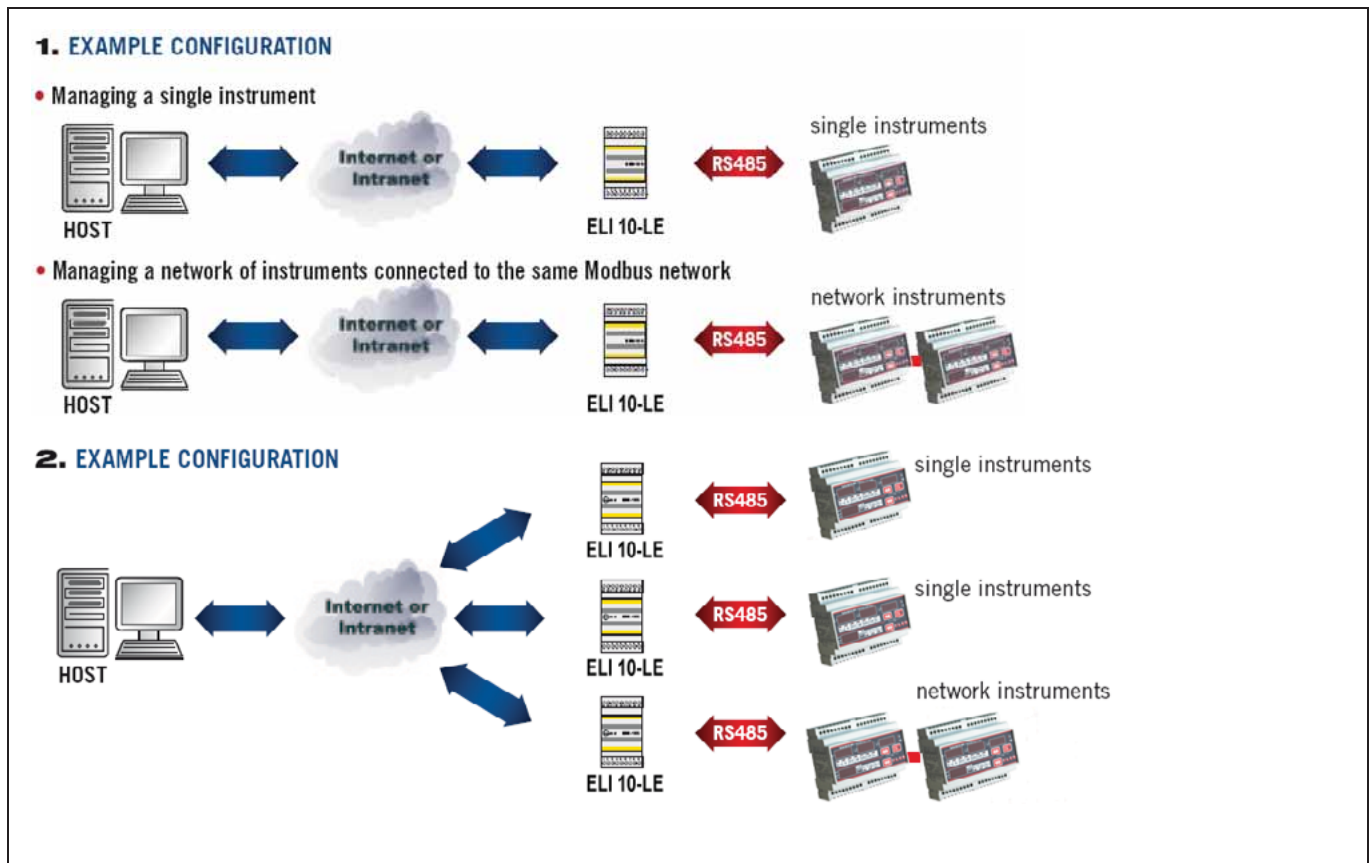 1. EXAMPLE CONFIGURATION
• Managing a single instrument
single instruments
Internet or
Intranet
RS485
HOST
ELI 10-LE
• Managing a network of instruments connected to the same Modbus network
network instruments
Internet or
Intranet
RS485
HOST
ELI 10-LE
2. EXAMPLE CONFIGURATION
single instruments
RS485
ELI 10-LE
single instruments
Internet or
Intranet
RS485
HOST
ELI 10-LE
network instruments
RS485
ELI 10-LE